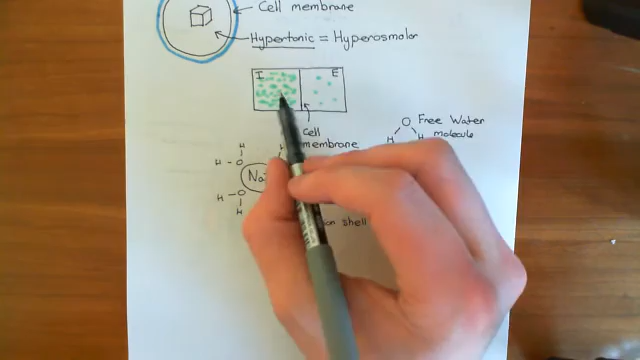 Cell membrane
Hypertonic = Hyperosmolar
I E
Cell
membrane
O Free Water
H H molecule
H H
H - O
Na
H - O
H
shell